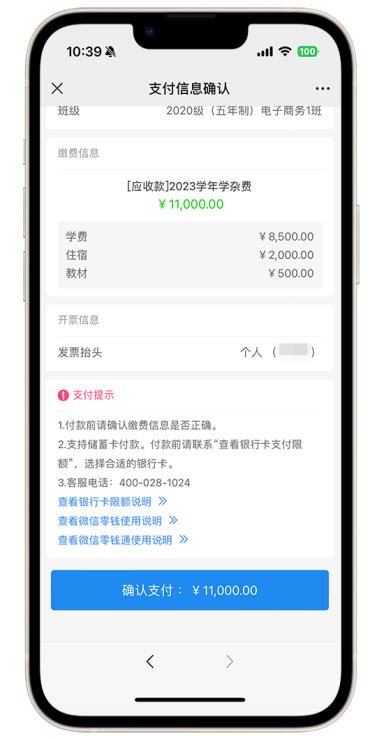 10:39
100
支付信息确认
班级 2020级（五年制）电子商务1班
缴费信息
[应收款]2023学年学杂费
￥11,000.00
学费 ￥8,500.00
住宿 ￥2,000.00
教材 ￥500.00
开票信息
发票抬头 个人（ ）
支付提示
1.付款前请确认缴费信息是否正确。
2.支持储蓄卡付款。付款前请联系“查看银行卡支付限
额”，选择合适的银行卡。
3.客服电话：400-028-1024
查看银行卡限额说明
查看微信零钱使用说明
查看微信零钱通使用说明
确认支付：￥11,000.00